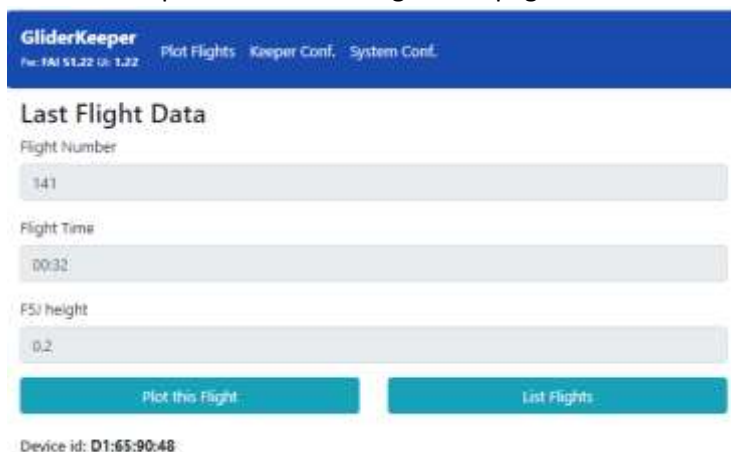 GliderKeeper
Plot Flights Keeper Conf. System Conf.
Fw: FAI S1.22 UI: 1.22
Last Flight Data
Flight Number
141
Flight Time
00:32
F5J height
0.2
Plot this Flight
List Flights
Device id: D1:65:90:48